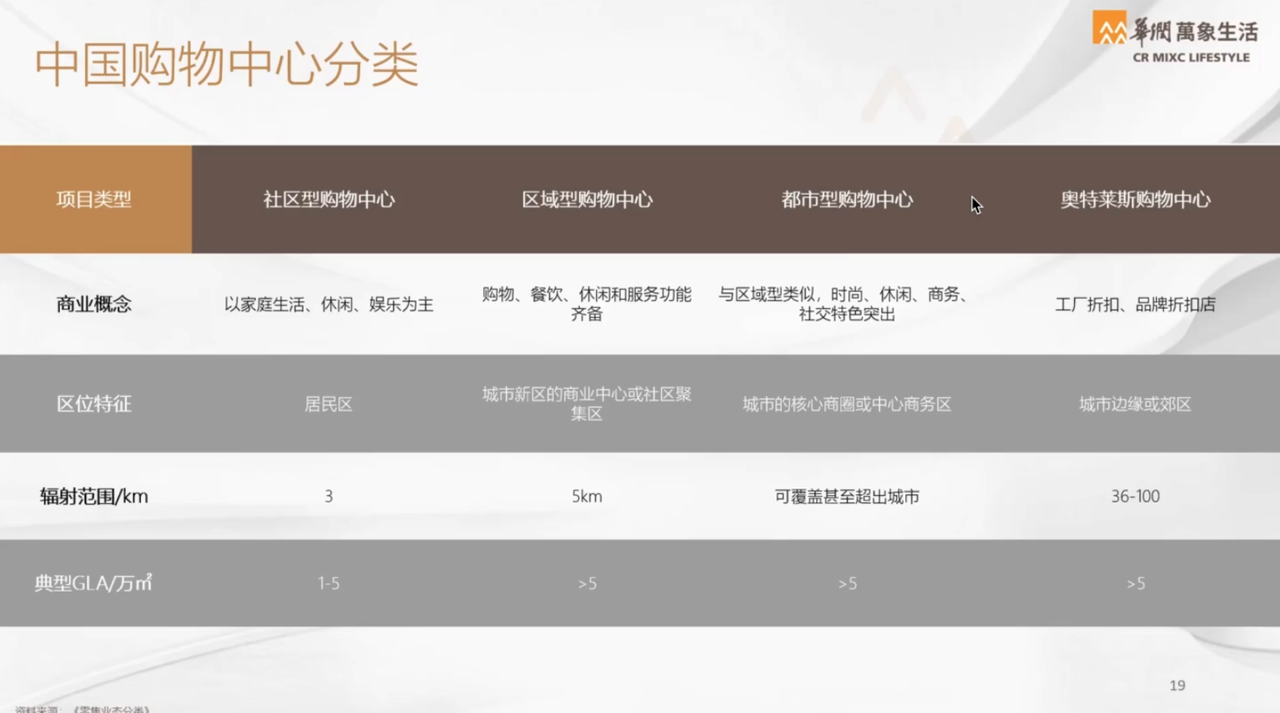 華潤萬象生活
CR MIXC LIFESTYLE
中国购物中心分类
项目类型
社区型购物中心
区域型购物中心
都市型购物中心
奥特莱斯购物中心
商业概念
以家庭生活、休闲、娱乐为主
购物、餐饮、休闲和服务功能
齐备
与区域型类似，时尚、休闲、商务、
社交特色突出
工厂折扣、品牌折扣店
区位特征
居民区
城市新区的商业中心或社区聚
集区
城市的核心商圈或中心商务区
城市边缘或郊区
辐射范围/km
3
5km
可覆盖甚至超出城市
36-100
典型GLA/万㎡
1-5
>5
>5
>5
19
资料来源：《零售业态分类》